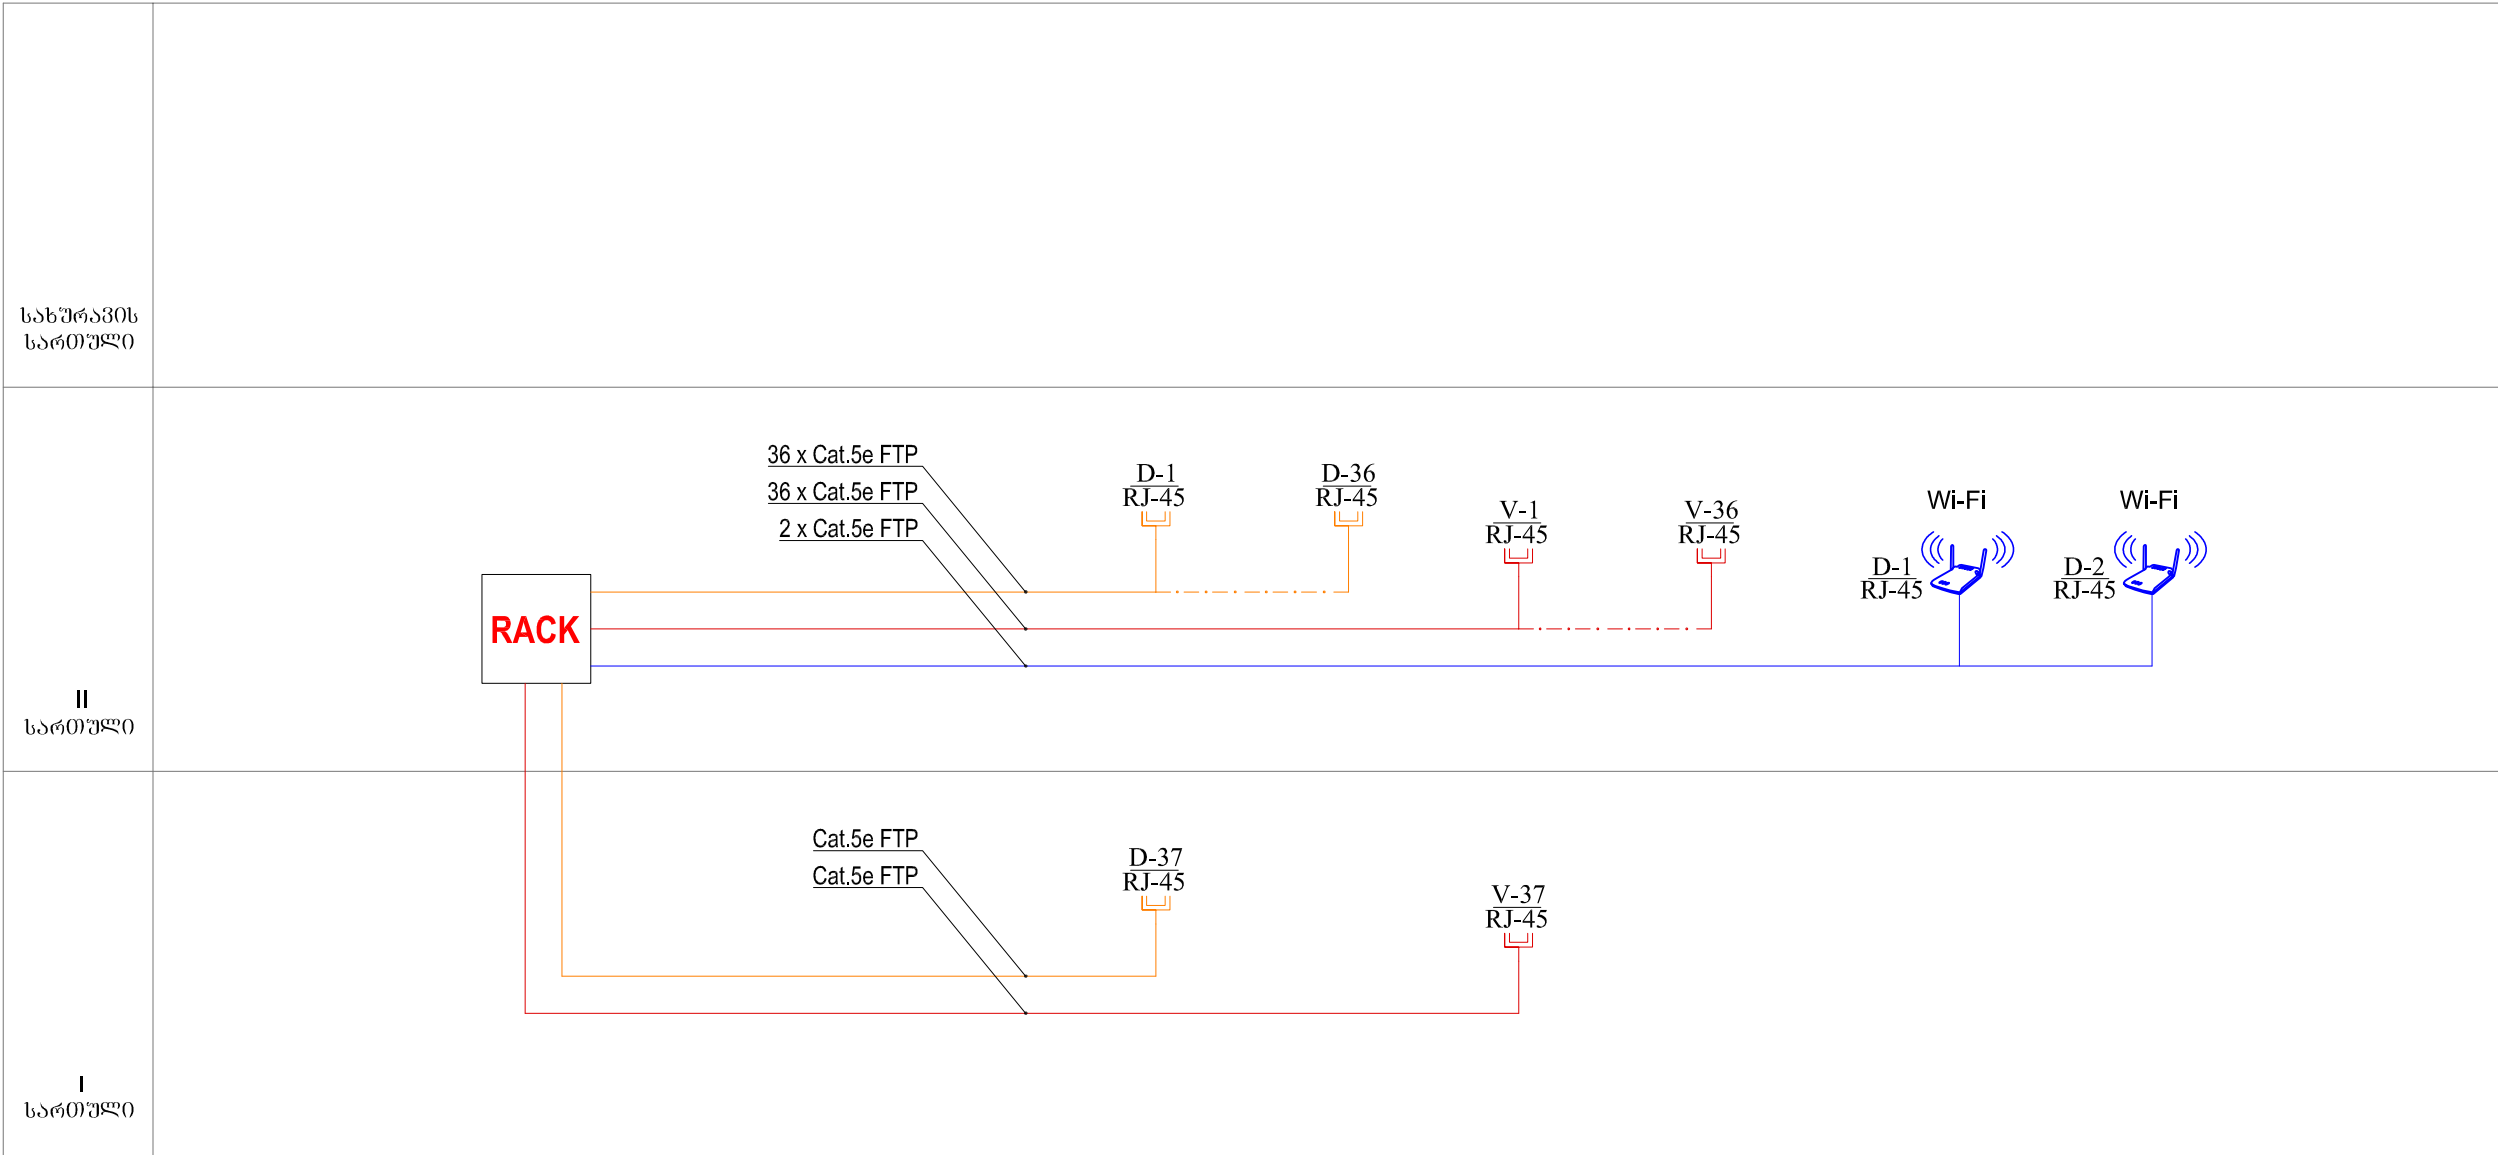 სახურავის
სართული
36 x Cat.5e FTP
36 x Cat.5e FTP
2 x Cat.5e FTP
D-1
RJ-45
D-36
RJ-45
V-1
RJ-45
V-36
RJ-45
Wi-Fi
D-1
RJ-45
Wi-Fi
D-2
RJ-45
RACK
II
სართული
Cat.5e FTP
Cat.5e FTP
D-37
RJ-45
V-37
RJ-45
I
სართული